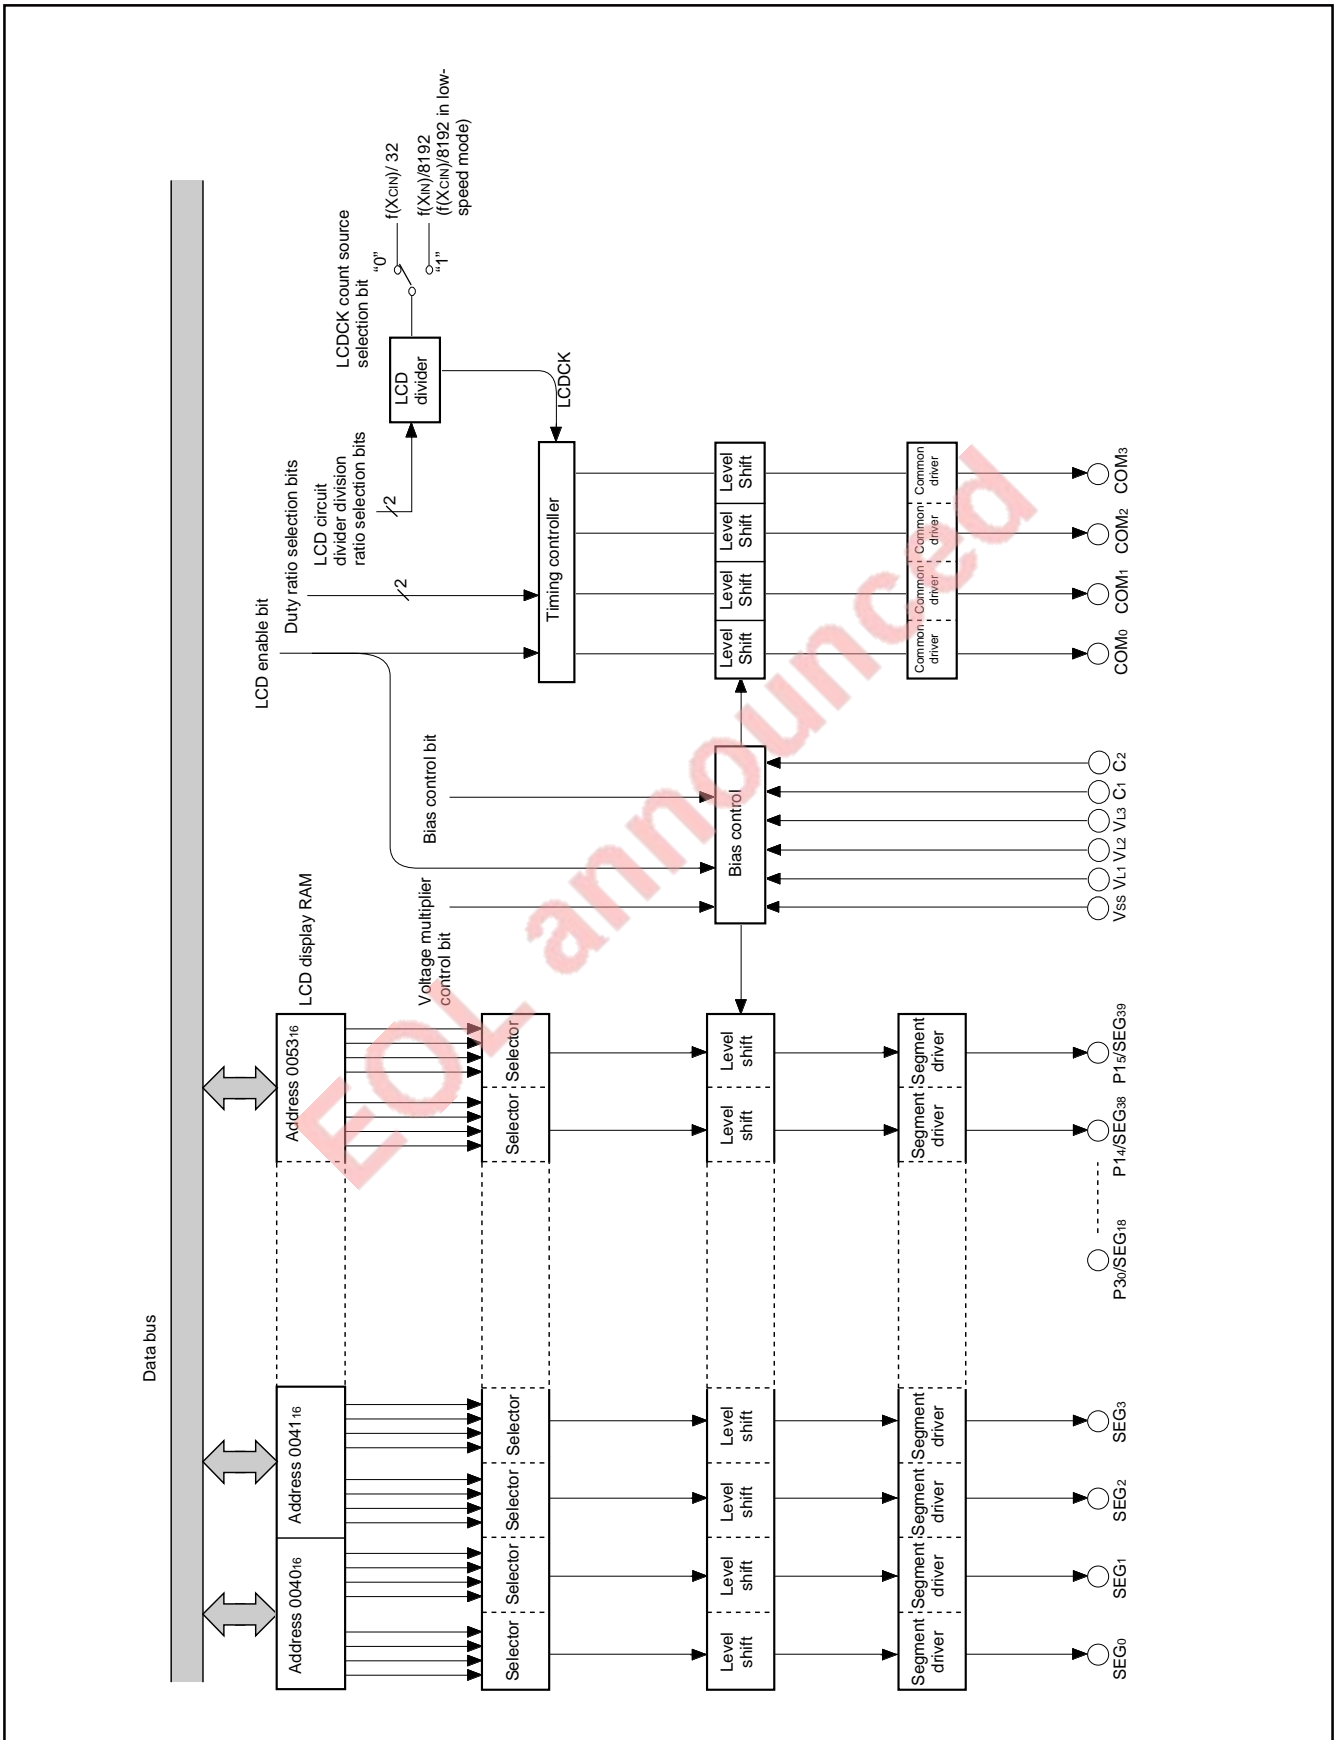 Data bus
Address 004016
Address 004116
Address 005316
LCD display RAM
Selector
Selector
Selector
Selector
Selector
Selector
Level
shift
Level
shift
Level
shift
Level
shift
Level
shift
Level
shift
Segment
driver
Segment
driver
Segment
driver
Segment
driver
Segment
driver
Segment
driver
SEG0
SEG1
SEG2
SEG3
P30/SEG18
P14/SEG38
P15/SEG39
Voltage multiplier
control bit
Bias control bit
LCD enable bit
Duty ratio selection bits
LCD circuit
divider division
ratio selection bits
2
2
LCDCK count source
selection bit
"0"
"1"
f(XCIN)/ 32
f(XIN)/8192
(f(XCIN)/8192 in low-
speed mode)
LCD
divider
LCDCK
Timing controller
Bias control
VSS
VL1
VL2
VL3
C1
C2
Level
Shift
Level
Shift
Level
Shift
Level
Shift
Common
driver
Common
driver
Common
driver
Common
driver
COM0
COM1
COM2
COM3
EOL announced